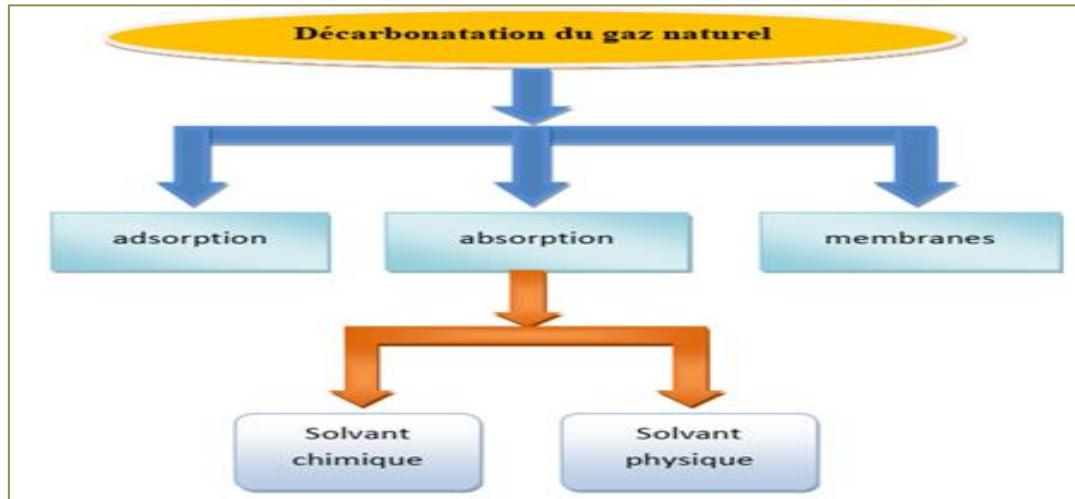 Décarbonatation du gaz naturel
adsorption
absorption
membranes
Solvant
chimique
Solvant
physique